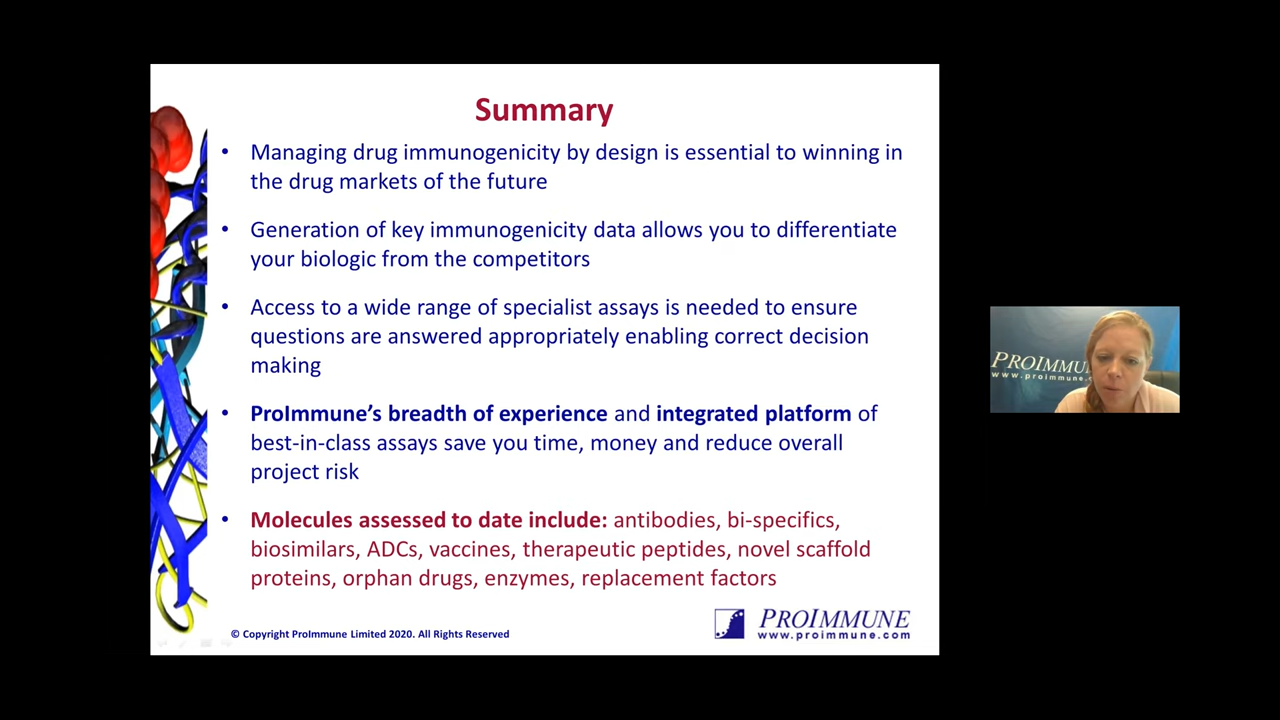 Summary
• Managing drug immunogenicity by design is essential to winning in
the drug markets of the future
• Generation of key immunogenicity data allows you to differentiate
your biologic from the competitors
• Access to a wide range of specialist assays is needed to ensure
questions are answered appropriately enabling correct decision
making
• ProImmune’s breadth of experience and integrated platform of
best-in-class assays save you time, money and reduce overall
project risk
• Molecules assessed to date include: antibodies, bi-specifics,
biosimilars, ADCs, vaccines, therapeutic peptides, novel scaffold
proteins, orphan drugs, enzymes, replacement factors
© Copyright ProImmune Limited 2020. All Rights Reserved
PROIMMUNE
www.proimmune.com
PROIMMU
www.proimmune.c